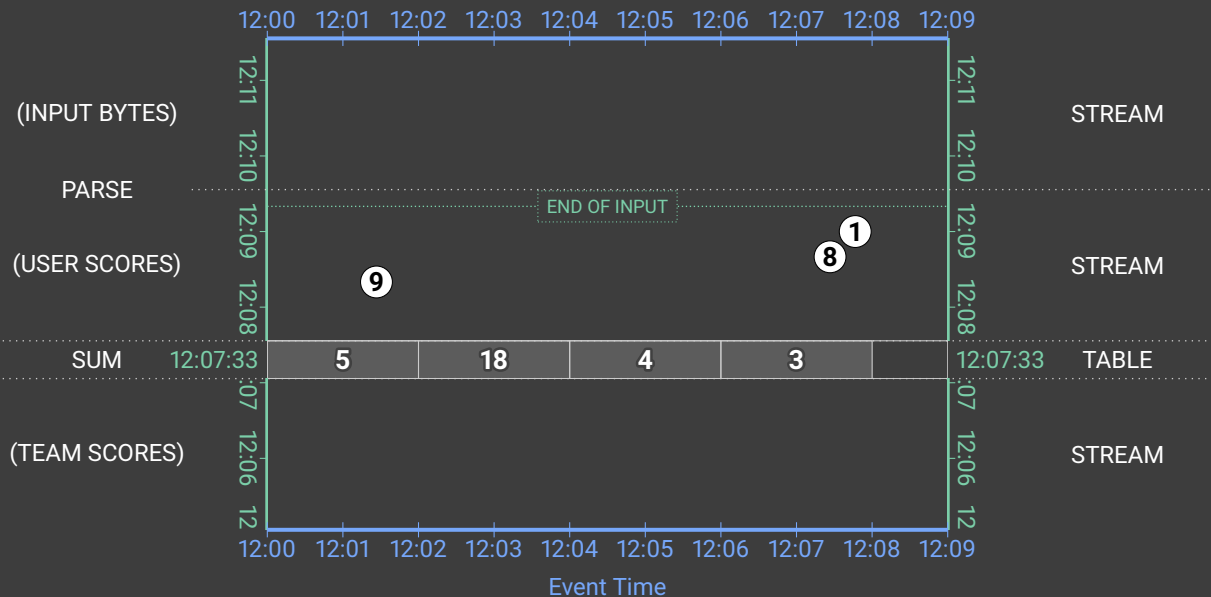 12:00 12:01 12:02 12:03 12:04 12:05 12:06 12:07 12:08 12:09
12:11 12:11
(INPUT BYTES) STREAM
12:10 12:10
PARSE
END OF INPUT
12:09 1 12:09
8
(USER SCORES) STREAM
9
12:08 12:08
SUM 12:07:33 5 18 4 3 12:07:33 TABLE
:07 :07
(TEAM SCORES) 12:06 12:06 STREAM
12 12
12:00 12:01 12:02 12:03 12:04 12:05 12:06 12:07 12:08 12:09
Event Time